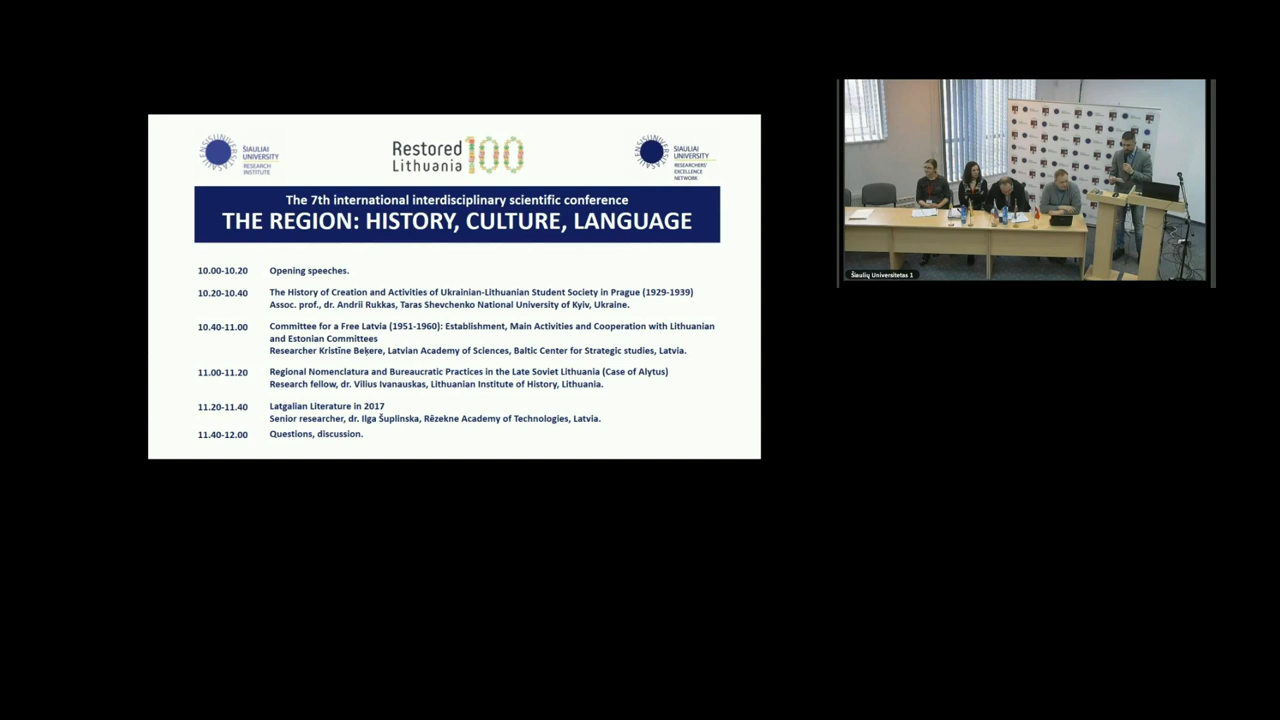 ŠIAULIAI
UNIVERSITY
RESEARCH
INSTITUTE
Restored
Lithuania 100
ŠIAULIAI
UNIVERSITY
RESEARCHERS'
EXCELLENCE
NETWORK
The 7th international interdisciplinary scientific conference
THE REGION: HISTORY, CULTURE, LANGUAGE
10.00-10.20 Opening speeches.
10.20-10.40 The History of Creation and Activities of Ukrainian-Lithuanian Student Society in Prague (1929-1939)
Assoc. prof., dr. Andrii Rukkas, Taras Shevchenko National University of Kyiv, Ukraine.
10.40-11.00 Committee for a Free Latvia (1951-1960): Establishment, Main Activities and Cooperation with Lithuanian
and Estonian Committees
Researcher Kristīne Beķere, Latvian Academy of Sciences, Baltic Center for Strategic studies, Latvia.
11.00-11.20 Regional Nomenclatura and Bureaucratic Practices in the Late Soviet Lithuania (Case of Alytus)
Research fellow, dr. Vilius Ivanauskas, Lithuanian Institute of History, Lithuania.
11.20-11.40 Latgalian Literature in 2017
Senior researcher, dr. Ilga Šuplinska, Rēzekne Academy of Technologies, Latvia.
11.40-12.00 Questions, discussion.
Šiaulių Universitetas 1